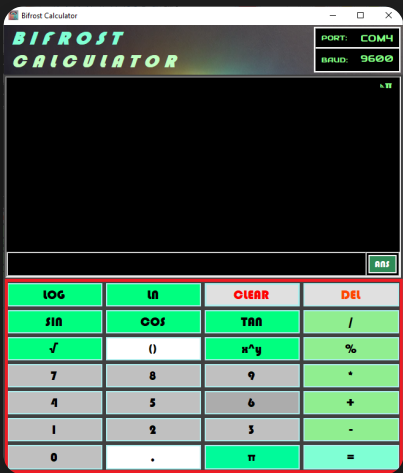 Bifrost Calculator
BIFROST
CALCULATOR
PORT: COM4
BAUD: 9600
π
ans
LOG LN CLEAR DEL
SIN COS TAN /
√ () x^y %
7 8 9 *
4 5 6 +
1 2 3 -
0 . π =